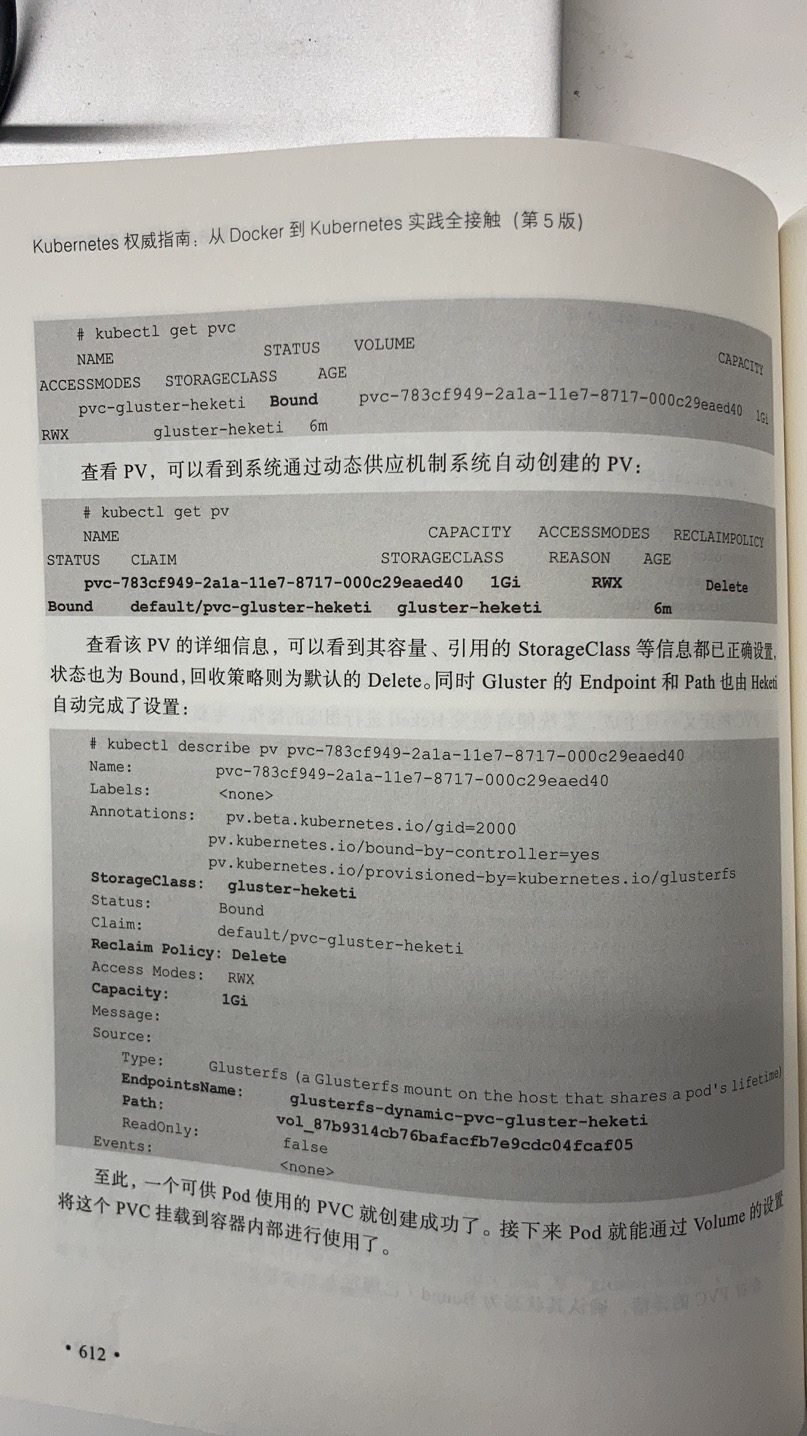 Kubernetes 权威指南：从 Docker 到 Kubernetes 实践全接触（第 5 版）
# kubectl get pvc
NAME STATUS VOLUME CAPACITY
ACCESSMODES STORAGECLASS AGE
pvc-gluster-heketi Bound pvc-783cf949-2a1a-11e7-8717-000c29eaed40 1Gi
RWX gluster-heketi 6m
查看 PV，可以看到系统通过动态供应机制系统自动创建的 PV：
# kubectl get pv
NAME CAPACITY ACCESSMODES RECLAIMPOLICY
STATUS CLAIM STORAGECLASS REASON AGE
pvc-783cf949-2a1a-11e7-8717-000c29eaed40 1Gi RWX Delete
Bound default/pvc-gluster-heketi gluster-heketi 6m
查看该 PV 的详细信息，可以看到其容量、引用的 StorageClass 等信息都已正确设置，
状态也为 Bound，回收策略则为默认的 Delete。同时 Gluster 的 Endpoint 和 Path 也由 Heketi
自动完成了设置：
# kubectl describe pv pvc-783cf949-2a1a-11e7-8717-000c29eaed40
Name: pvc-783cf949-2a1a-11e7-8717-000c29eaed40
Labels: <none>
Annotations: pv.beta.kubernetes.io/gid=2000
pv.kubernetes.io/bound-by-controller=yes
pv.kubernetes.io/provisioned-by=kubernetes.io/glusterfs
StorageClass: gluster-heketi
Status: Bound
Claim: default/pvc-gluster-heketi
Reclaim Policy: Delete
Access Modes: RWX
Capacity: 1Gi
Message:
Source:
Type: Glusterfs (a Glusterfs mount on the host that shares a pod's lifetime)
EndpointsName: glusterfs-dynamic-pvc-gluster-heketi
Path: vol_87b9314cb76bafacfb7e9cdc04fcaf05
ReadOnly: false
Events: <none>
至此，一个可供 Pod 使用的 PVC 就创建成功了。接下来 Pod 就能通过 Volume 的设置
将这个 PVC 挂载到容器内部进行使用了。
• 612 •